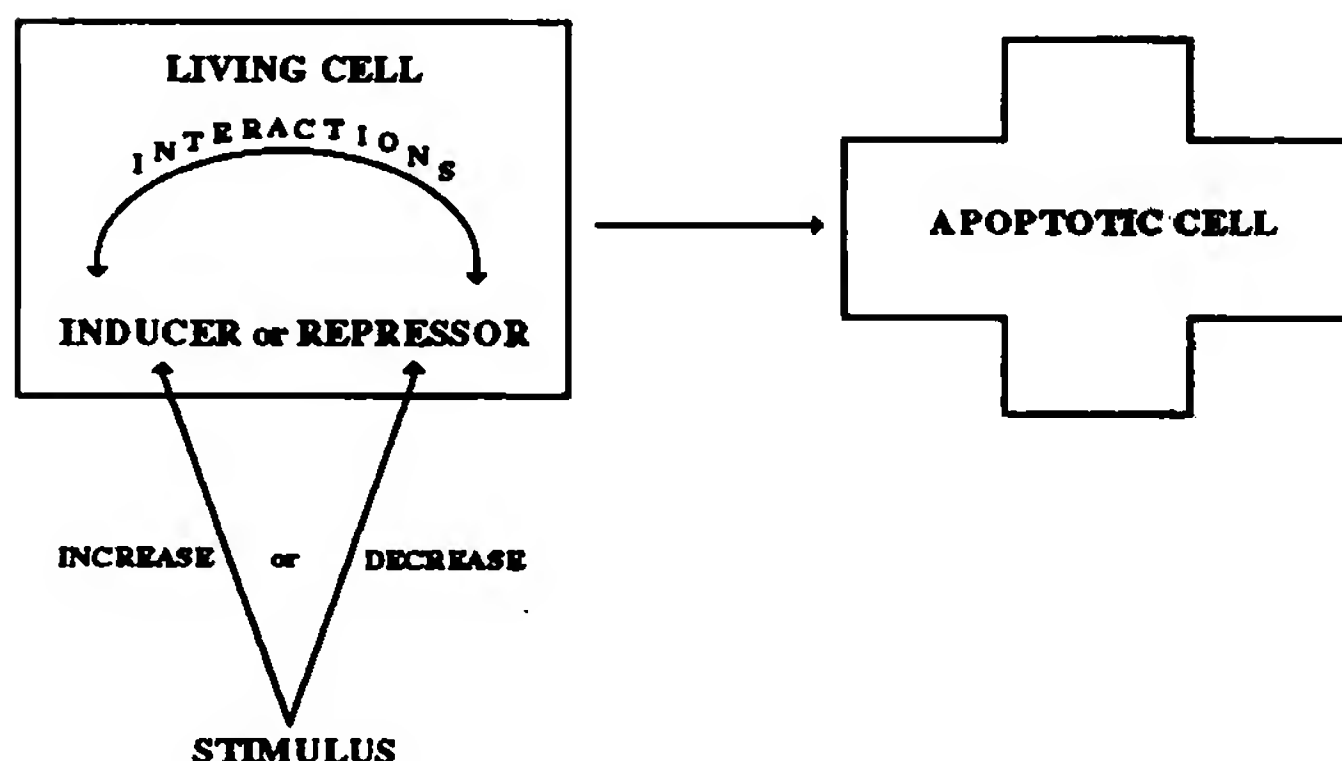 LIVING CELL
INTERACTIONS
INDUCER or REPRESSOR
APOPTOTIC CELL
INCREASE or DECREASE
STIMULUS